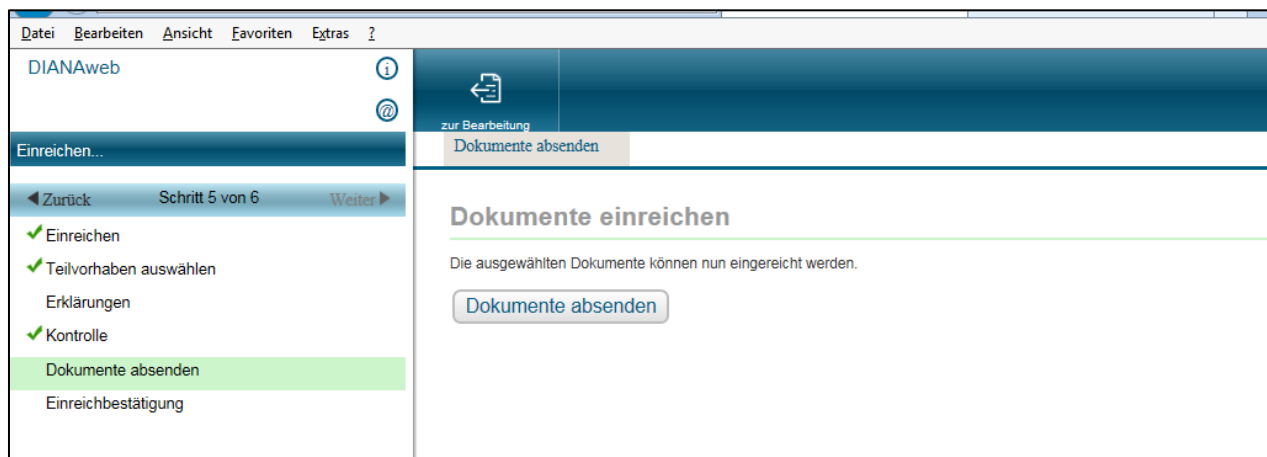 Datei Bearbeiten Ansicht Favoriten Extras ?
DIANAweb
zur Bearbeitung
Einreichen...
Dokumente absenden
Zurück Schritt 5 von 6 Weiter
Einreichen
Teilvorhaben auswählen
Erklärungen
Kontrolle
Dokumente absenden
Einreichbestätigung
Dokumente einreichen
Die ausgewählten Dokumente können nun eingereicht werden.
Dokumente absenden